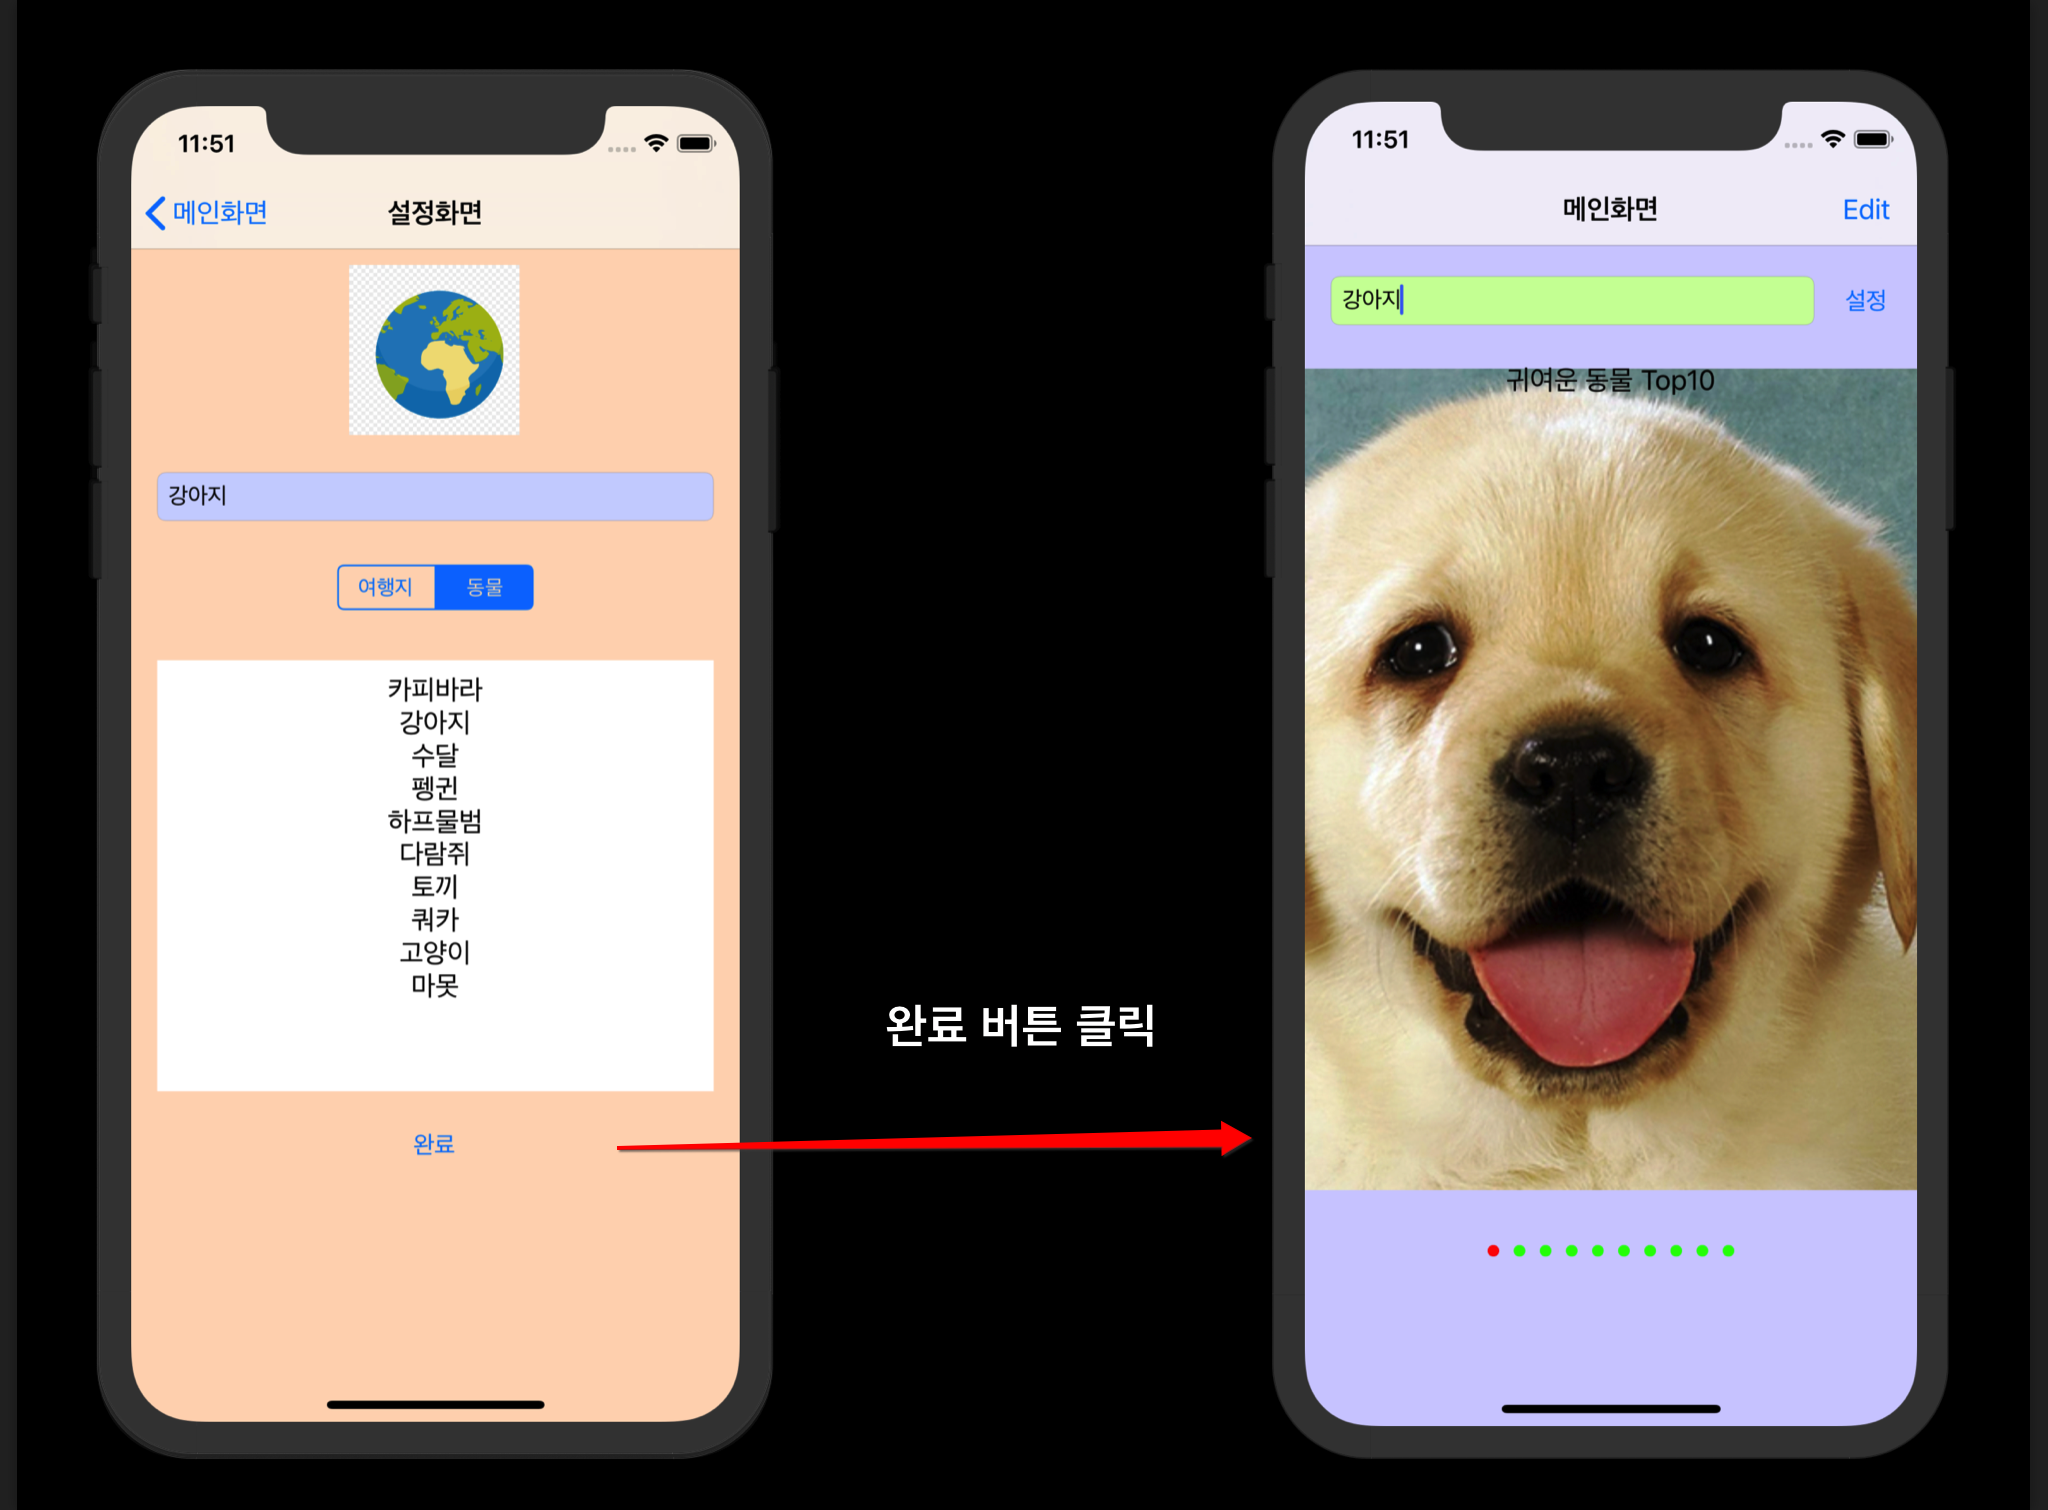 11:51
메인화면
설정화면
강아지
여행지
동물
카피바라
강아지
수달
펭귄
하프물범
다람쥐
토끼
쿼카
고양이
마못
완료
완료 버튼 클릭
11:51
메인화면
Edit
강아지
설정
귀여운 동물 Top10